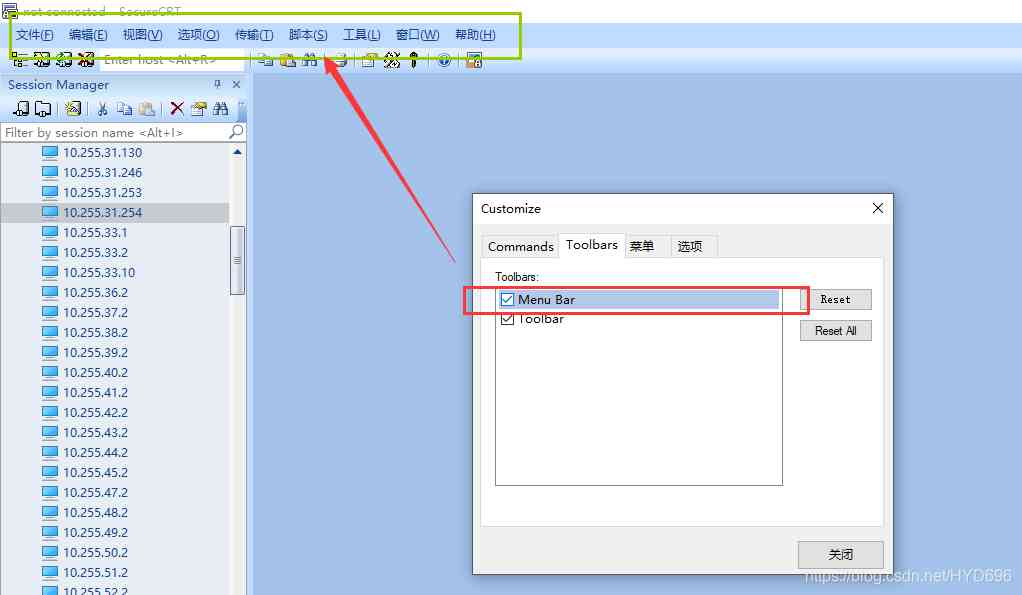 not connected - SecureCRT
文件(F) 编辑(E) 视图(V) 选项(O) 传输(T) 脚本(S) 工具(L) 窗口(W) 帮助(H)
Enter host <Alt+R>
Session Manager
Filter by session name <Alt+I>
10.255.31.130
10.255.31.246
10.255.31.253
10.255.31.254
10.255.33.1
10.255.33.2
10.255.33.10
10.255.36.2
10.255.37.2
10.255.38.2
10.255.39.2
10.255.40.2
10.255.41.2
10.255.42.2
10.255.43.2
10.255.44.2
10.255.45.2
10.255.47.2
10.255.48.2
10.255.49.2
10.255.50.2
10.255.51.2
10.255.52.2
Customize
Commands Toolbars 菜单 选项
Toolbars:
Menu Bar
Toolbar
Reset
Reset All
关闭
https://blog.csdn.net/HYD696